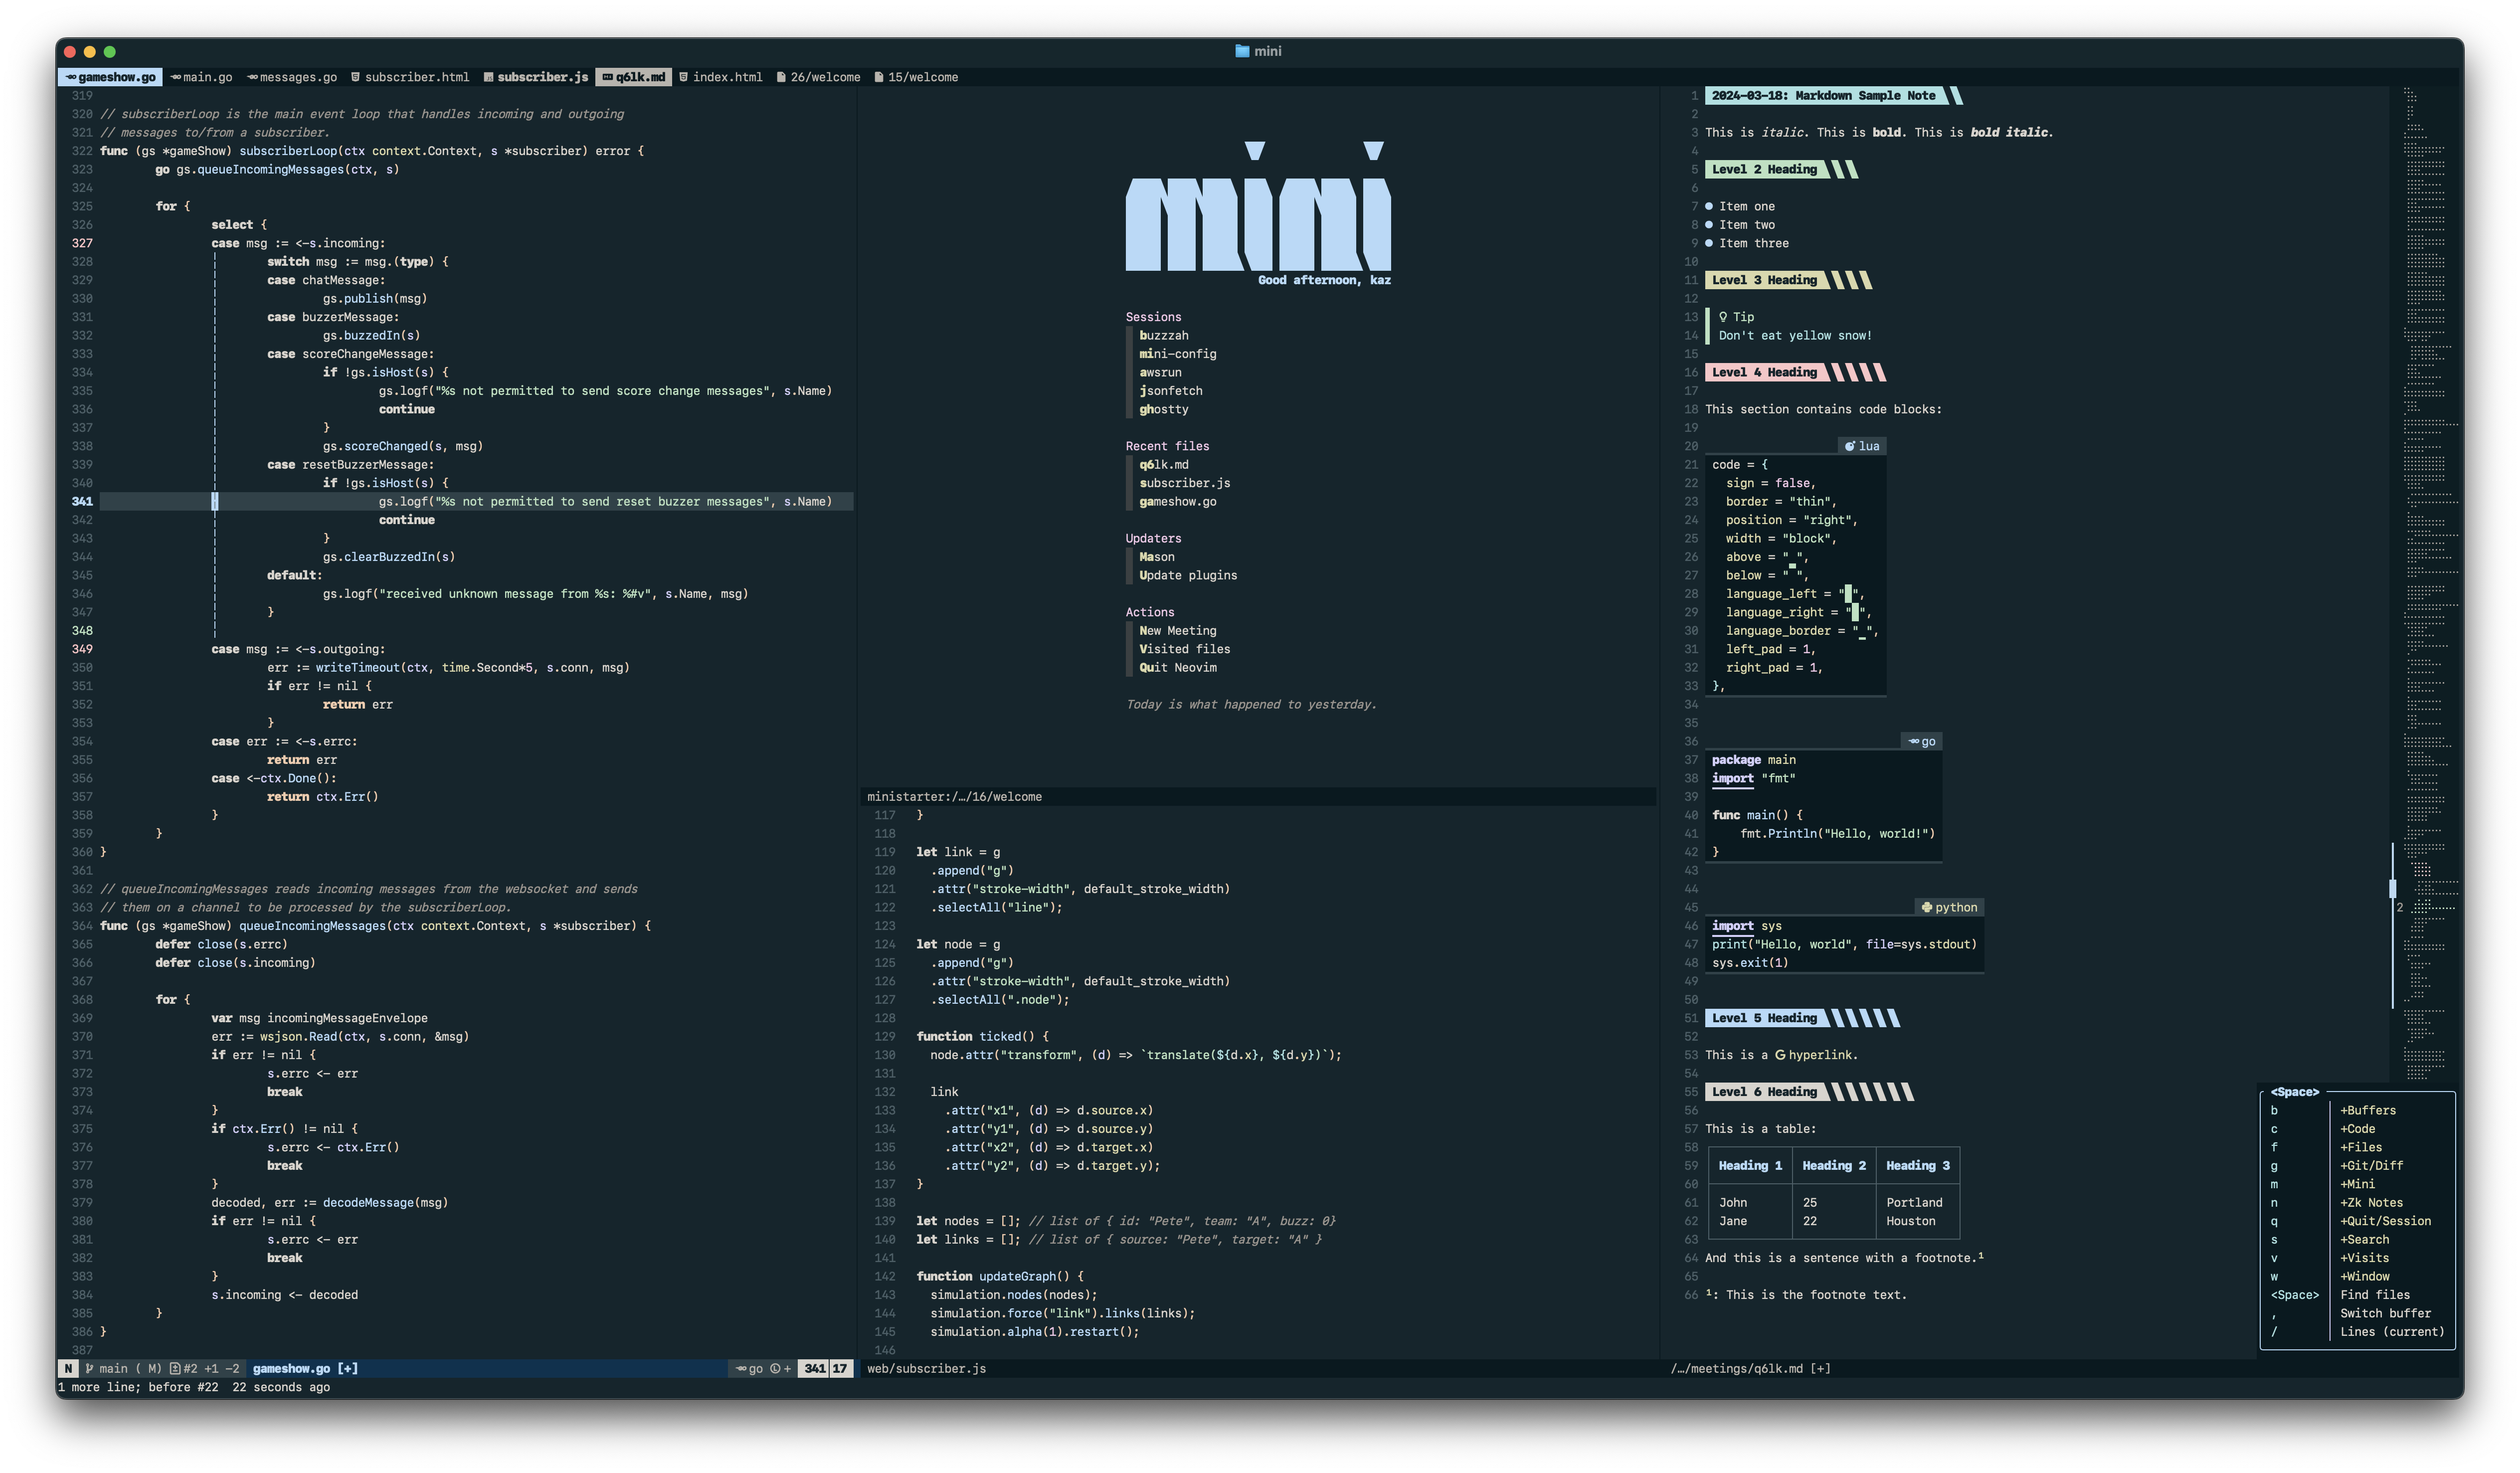 mini
gameshow.go main.go messages.go subscriber.html subscriber.js q6lk.md index.html 26/welcome 15/welcome
319
320 // subscriberLoop is the main event loop that handles incoming and outgoing
321 // messages to/from a subscriber.
322 func (gs *gameShow) subscriberLoop(ctx context.Context, s *subscriber) error {
323 go gs.queueIncomingMessages(ctx, s)
324
325 for {
326 select {
327 case msg := <-s.incoming:
328 switch msg := msg.(type) {
329 case chatMessage:
330 gs.publish(msg)
331 case buzzerMessage:
332 gs.buzzedIn(s)
333 case scoreChangeMessage:
334 if !gs.isHost(s) {
335 gs.logf("%s not permitted to send score change messages", s.Name)
336 continue
337 }
338 gs.scoreChanged(s, msg)
339 case resetBuzzerMessage:
340 if !gs.isHost(s) {
341 gs.logf("%s not permitted to send reset buzzer messages", s.Name)
342 continue
343 }
344 gs.clearBuzzedIn(s)
345 default:
346 gs.logf("received unknown message from %s: %#v", s.Name, msg)
347 }
348
349 case msg := <-s.outgoing:
350 err := writeTimeout(ctx, time.Second*5, s.conn, msg)
351 if err != nil {
352 return err
353 }
354 case err := <-s.errc:
355 return err
356 case <-ctx.Done():
357 return ctx.Err()
358 }
359 }
360 }
361
362 // queueIncomingMessages reads incoming messages from the websocket and sends
363 // them on a channel to be processed by the subscriberLoop.
364 func (gs *gameShow) queueIncomingMessages(ctx context.Context, s *subscriber) {
365 defer close(s.errc)
366 defer close(s.incoming)
367
368 for {
369 var msg incomingMessageEnvelope
370 err := wsjson.Read(ctx, s.conn, &msg)
371 if err != nil {
372 s.errc <- err
373 break
374 }
375 if ctx.Err() != nil {
376 s.errc <- ctx.Err()
377 break
378 }
379 decoded, err := decodeMessage(msg)
380 if err != nil {
381 s.errc <- err
382 break
383 }
384 s.incoming <- decoded
385 }
386 }
387
N main ( M) #2 +1 -2 gameshow.go [+] go + 341 17
1 more line; before #22 22 seconds ago
mini
Good afternoon, kaz
Sessions
buzzzah
mini-config
awsrun
jsonfetch
ghostty
Recent files
q6lk.md
subscriber.js
gameshow.go
Updaters
Mason
Update plugins
Actions
New Meeting
Visited files
Quit Neovim
Today is what happened to yesterday.
ministarter:/…/16/welcome
117 }
118
119 let link = g
120 .append("g")
121 .attr("stroke-width", default_stroke_width)
122 .selectAll("line");
123
124 let node = g
125 .append("g")
126 .attr("stroke-width", default_stroke_width)
127 .selectAll(".node");
128
129 function ticked() {
130 node.attr("transform", (d) => `translate(${d.x}, ${d.y})`);
131
132 link
133 .attr("x1", (d) => d.source.x)
134 .attr("y1", (d) => d.source.y)
135 .attr("x2", (d) => d.target.x)
136 .attr("y2", (d) => d.target.y);
137 }
138
139 let nodes = []; // list of { id: "Pete", team: "A", buzz: 0}
140 let links = []; // list of { source: "Pete", target: "A" }
141
142 function updateGraph() {
143 simulation.nodes(nodes);
144 simulation.force("link").links(links);
145 simulation.alpha(1).restart();
146
web/subscriber.js
1 2024-03-18: Markdown Sample Note
2
3 This is italic. This is bold. This is bold italic.
4
5 Level 2 Heading
6
7 Item one
8 Item two
9 Item three
10
11 Level 3 Heading
12
13 Tip
14 Don't eat yellow snow!
15
16 Level 4 Heading
17
18 This section contains code blocks:
19
20 lua
21 code = {
22 sign = false,
23 border = "thin",
24 position = "right",
25 width = "block",
26 above = "▂",
27 below = "▔",
28 language_left = "█",
29 language_right = "█",
30 language_border = "▁",
31 left_pad = 1,
32 right_pad = 1,
33 },
34
35
36 go
37 package main
38 import "fmt"
39
40 func main() {
41 fmt.Println("Hello, world!")
42 }
43
44
45 python
46 import sys
47 print("Hello, world", file=sys.stdout)
48 sys.exit(1)
49
50
51 Level 5 Heading
52
53 This is a G hyperlink.
54
55 Level 6 Heading
56
57 This is a table:
58
59 Heading 1 Heading 2 Heading 3
60
61 John 25 Portland
62 Jane 22 Houston
63
64 And this is a sentence with a footnote.¹
65
66 ¹: This is the footnote text.
/…/meetings/q6lk.md [+]
2
<Space>
b +Buffers
c +Code
f +Files
g +Git/Diff
m +Mini
n +Zk Notes
q +Quit/Session
s +Search
v +Visits
w +Window
<Space> Find files
, Switch buffer
/ Lines (current)